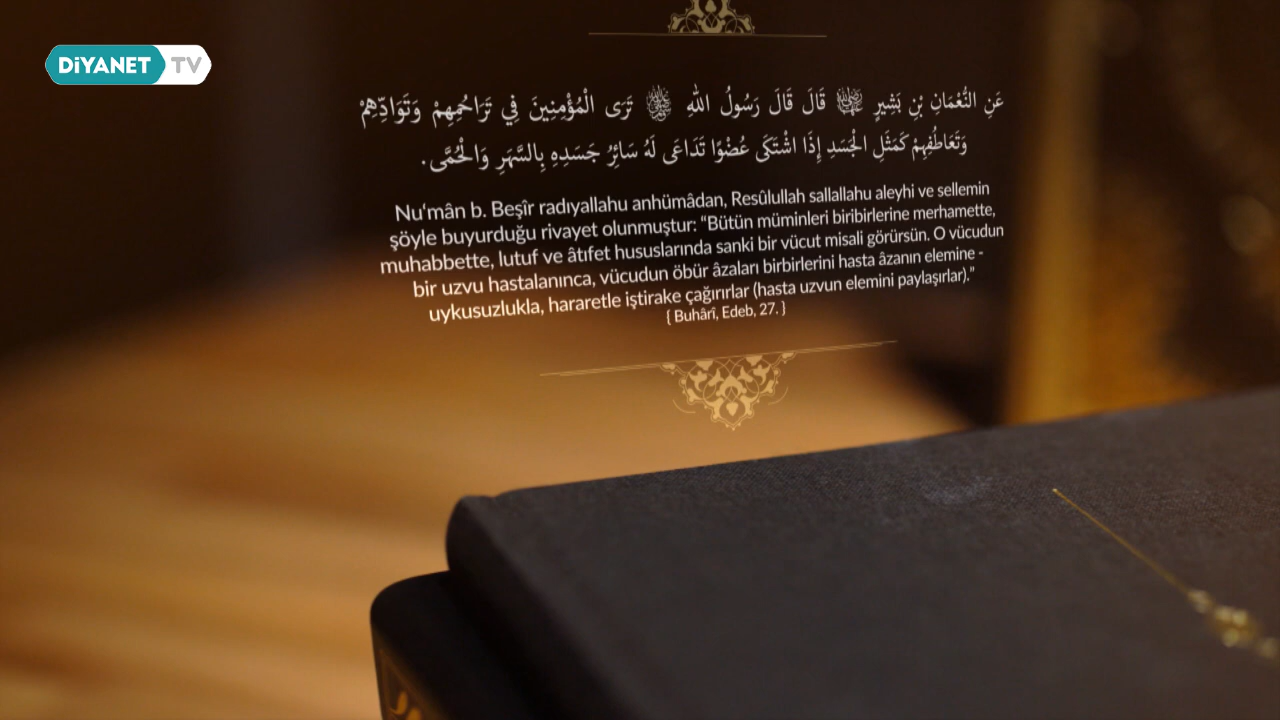 DiYANET TV
عَنِ النُّعْمَانِ بْنِ بَشِيرٍ ﷺ قَالَ قَالَ رَسُولُ اللهِ ﷺ تَرَى الْمُؤْمِنِينَ فِي تَرَاحُمِهِمْ وَتَوَادِّهِمْ
وَتَعَاطُفِهِمْ كَمَثَلِ الْجَسَدِ إِذَا اشْتَكَى عُضْوًا تَدَاعَى لَهُ سَائِرُ جَسَدِهِ بِالسَّهَرِ وَالْحُمَّى .
Nu'mân b. Beşîr radıyallahu anhümâdan, Resûlullah sallallahu aleyhi ve sellemin
şöyle buyurduğu rivayet olunmuştur: “Bütün müminleri biribirlerine merhamette,
muhabbette, lutuf ve âtıfet hususlarında sanki bir vücut misali görürsün. O vücudun
bir uzvu hastalanınca, vücudun öbür âzaları birbirlerini hasta âzanın elemine -
uykusuzlukla, hararetle iştirake çağırırlar (hasta uzvun elemini paylaşırlar).”
{ Buhârî, Edeb, 27. }